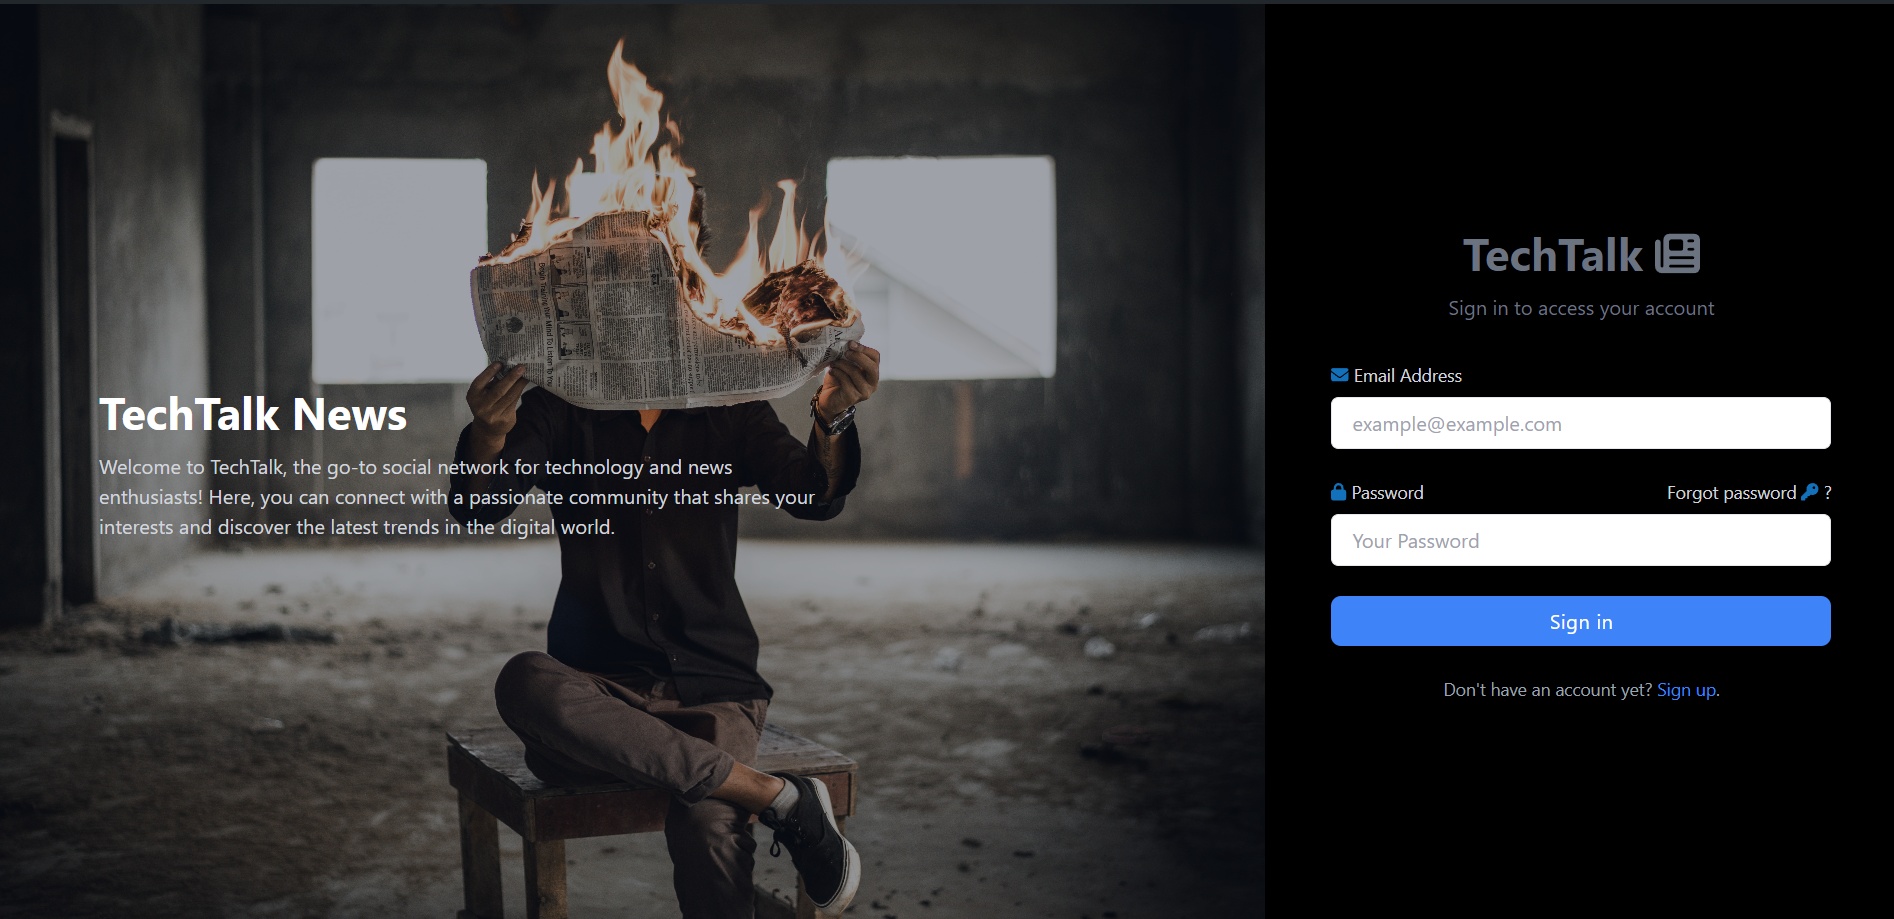 TechTalk News
Welcome to TechTalk, the go-to social network for technology and news
enthusiasts! Here, you can connect with a passionate community that shares your
interests and discover the latest trends in the digital world.
TechTalk
Sign in to access your account
Email Address
example@example.com
Password
Forgot password ?
Your Password
Sign in
Don't have an account yet? Sign up.